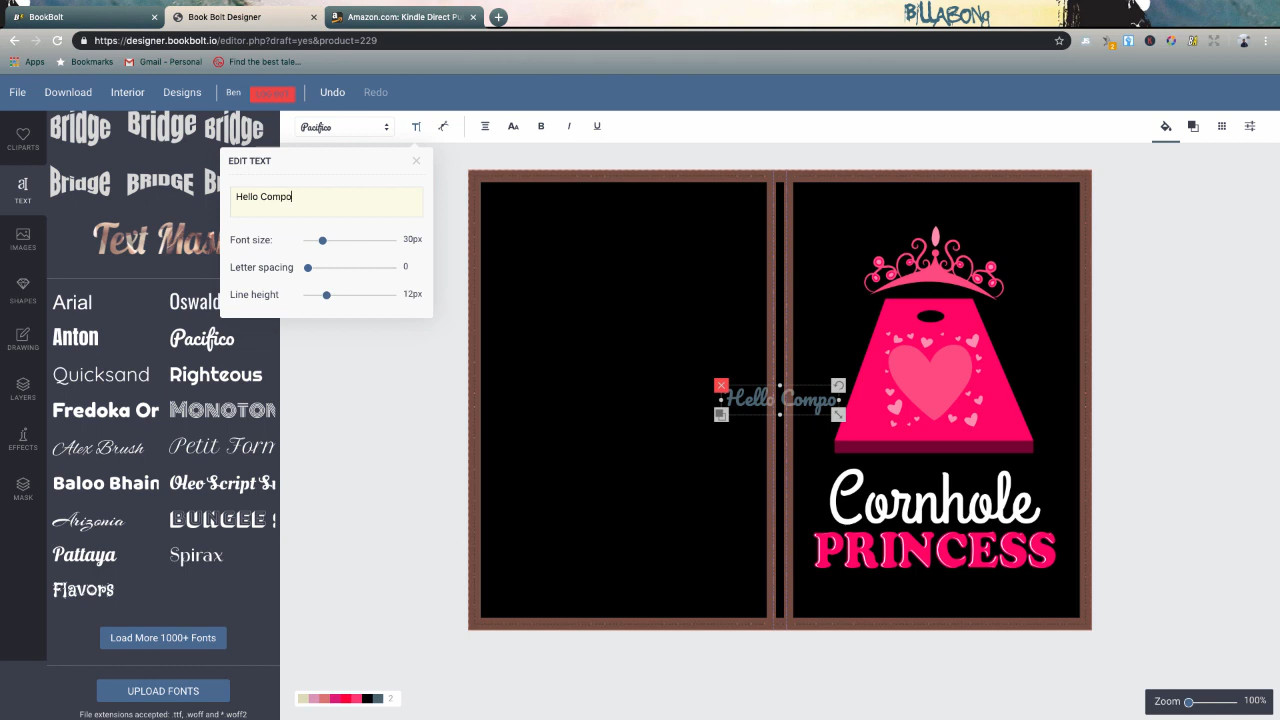 BILLABONG
BookBolt
Book Bolt Designer
Amazon.com: Kindle Direct Pu
https://designer.bookbolt.io/editor.php?draft=yes&product=229
2
Apps
Bookmarks
Gmail - Personal
Find the best tale...
File
Download
Interior
Designs
Ben
Undo
Redo
CLIPARTS
TEXT
IMAGES
SHAPES
DRAWING
LAYERS
EFFECTS
MASK
Bridge Bridge Bridge
Bridge BRIDGE B
Text Mas
Arial
Oswald
Anton
Pacifico
Quicksand
Righteous
Fredoka On
MONOTON
Alex Brush
Petit Form
Baloo Bhain
Oleo Script S
Arizonia
BUNGEE
Pattaya
Spirax
Flavors
Load More 1000+ Fonts
UPLOAD FONTS
File extensions accepted: .ttf, .woff and *.woff2
Pacifico
EDIT TEXT
Hello Compo
Font size:
30px
Letter spacing
0
Line height
12px
Hello Compo
Cornhole
PRINCESS
2
Zoom
100%